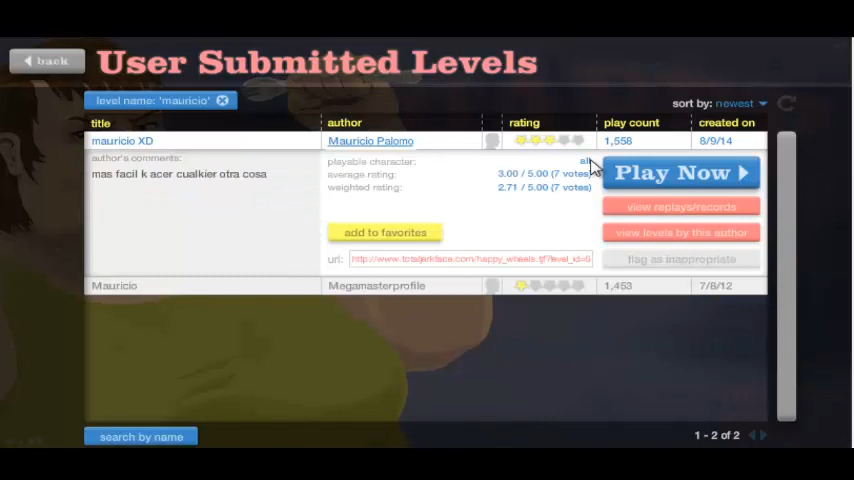 back
User Submitted Levels
level name: 'mauricio'
sort by: newest
title author rating play count created on
mauricio XD Mauricio Palomo 1,558 8/9/14
author's comments:
mas facil k acer cualkier otra cosa
playable character: all
average rating: 3.00 / 5.00 (7 votes)
weighted rating: 2.71 / 5.00 (7 votes)
Play Now
view replays/records
add to favorites
view levels by this author
url: http://www.totaljerkface.com/happy_wheels.tjf?level_id=6
flag as inappropriate
Mauricio Megamasterprofile 1,453 7/8/12
search by name
1 - 2 of 2